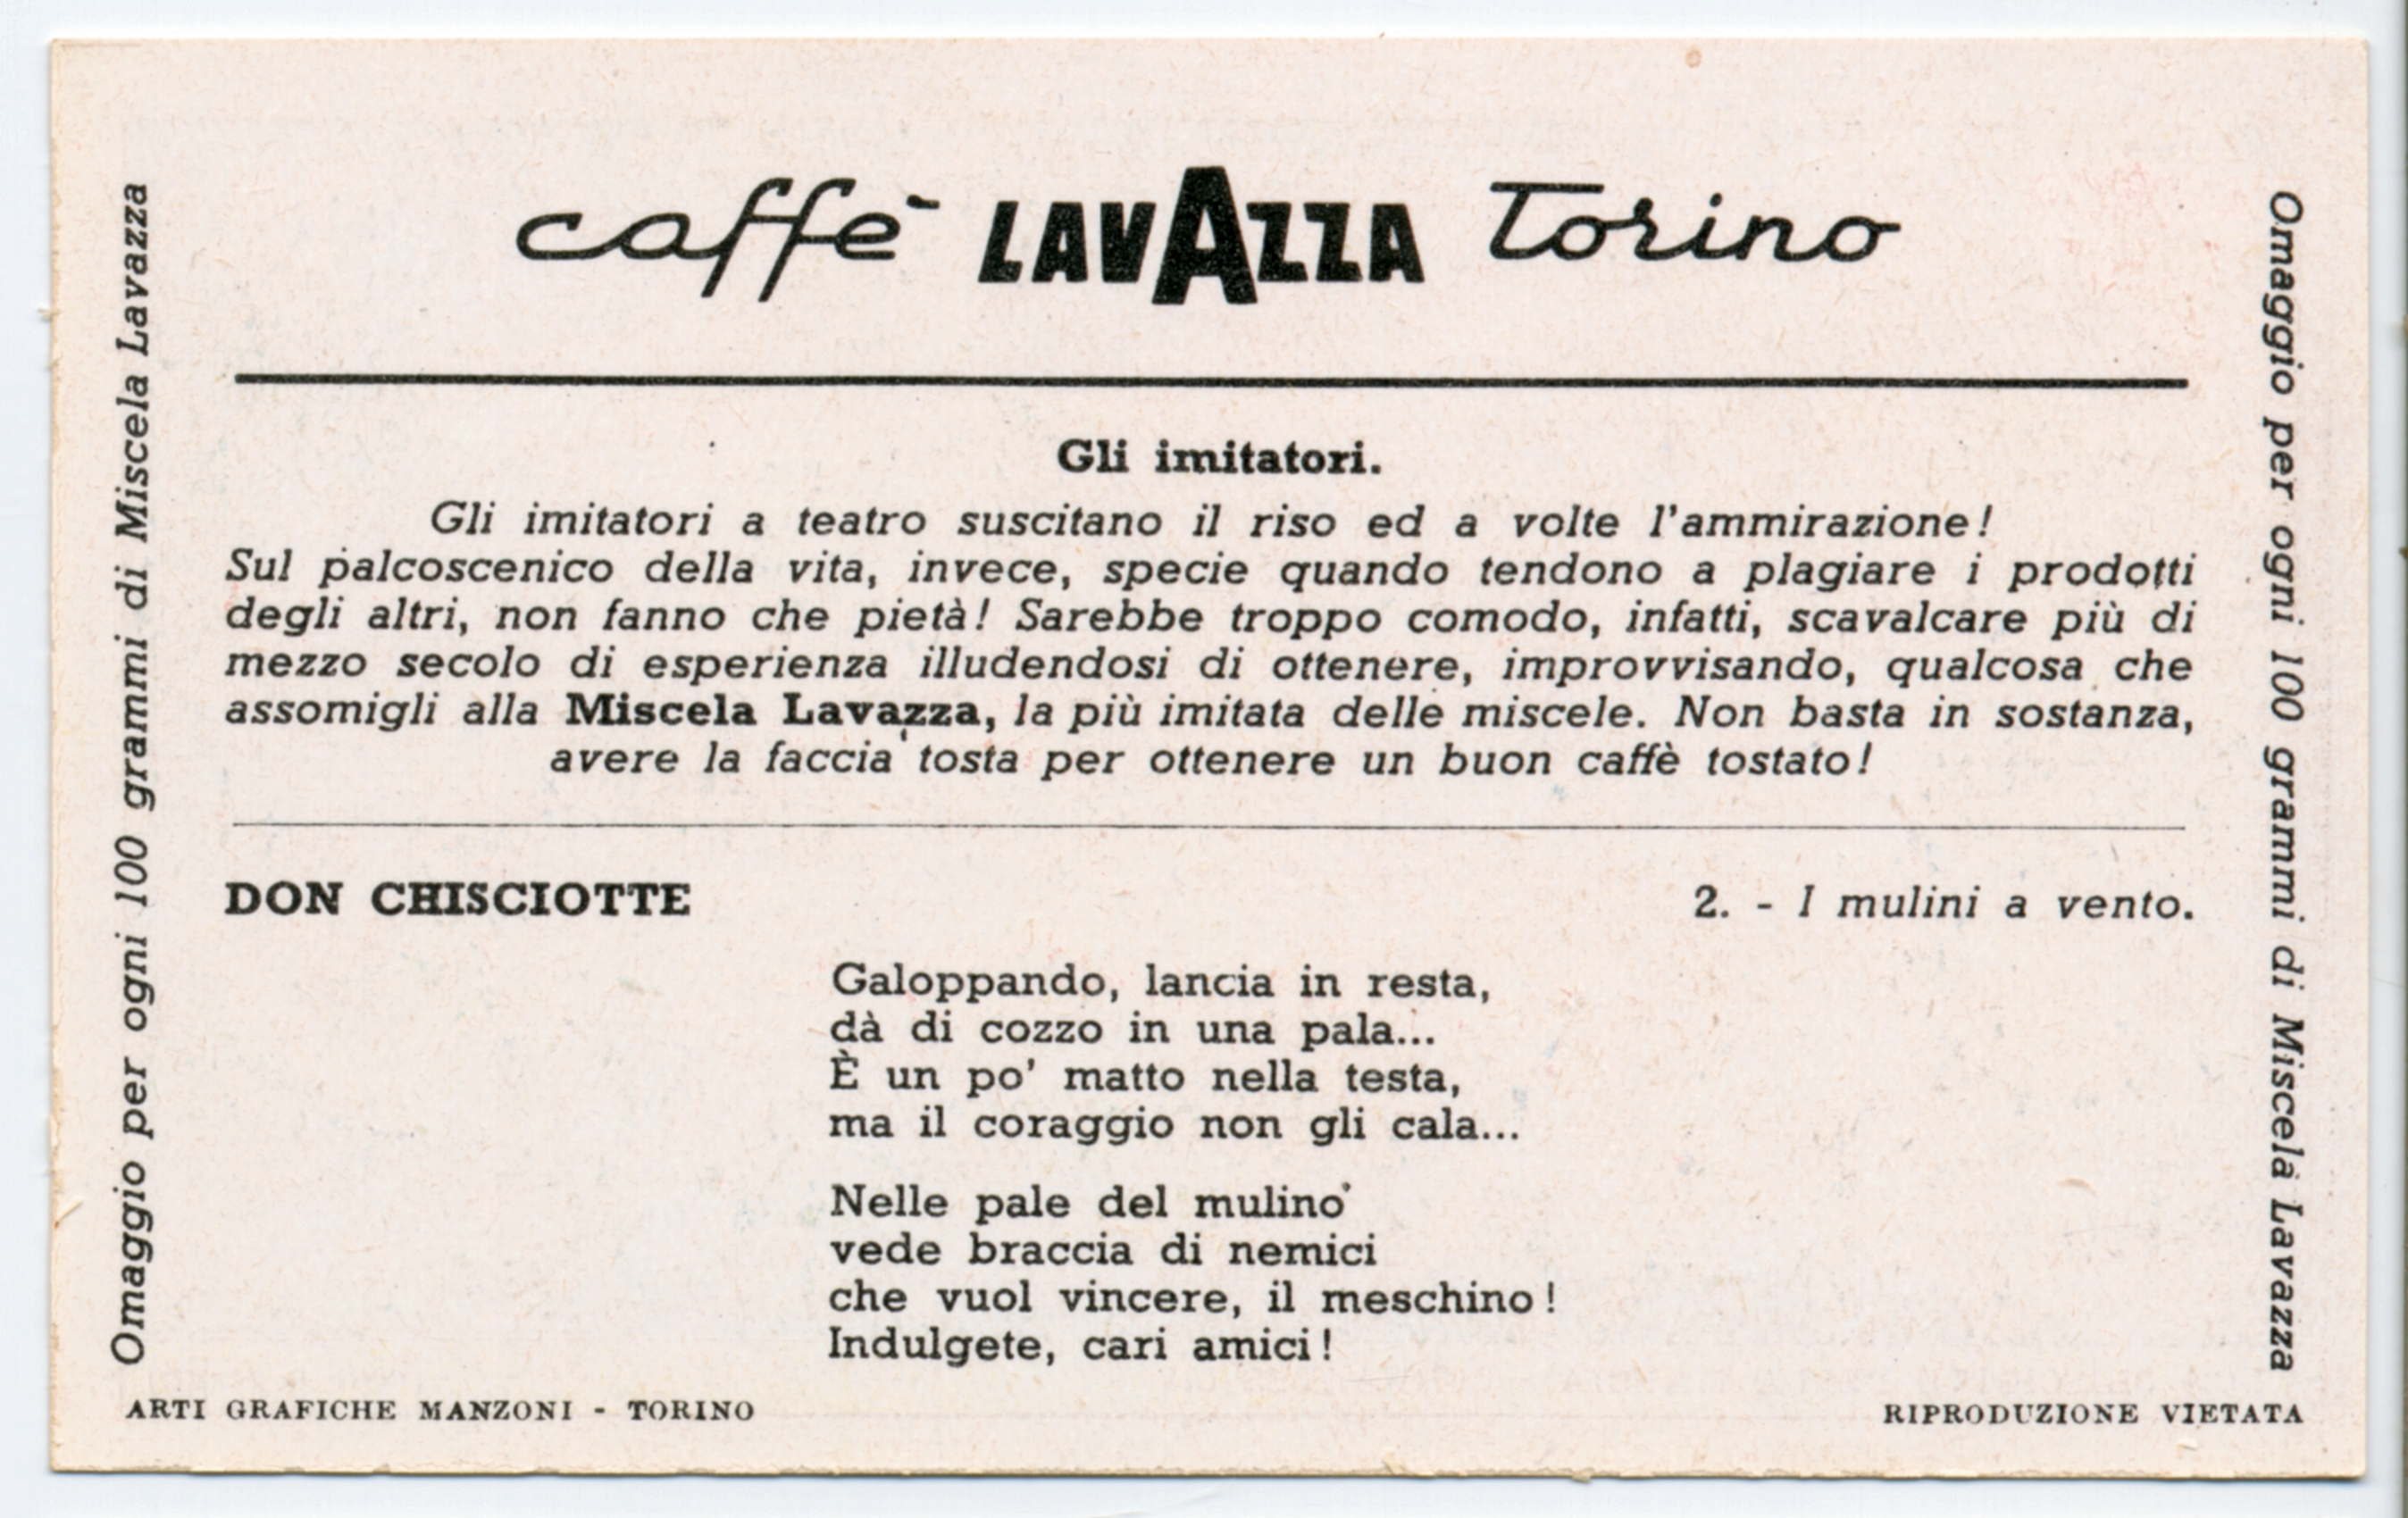 caffè LAVAZZA Torino
Gli imitatori.
Gli imitatori a teatro suscitano il riso ed a volte l'ammirazione!
Sul palcoscenico della vita, invece, specie quando tendono a plagiare i prodotti
degli altri, non fanno che pietà! Sarebbe troppo comodo, infatti, scavalcare più di
mezzo secolo di esperienza illudendosi di ottenere, improvvisando, qualcosa che
assomigli alla Miscela Lavazza, la più imitata delle miscele. Non basta in sostanza,
avere la faccia tosta per ottenere un buon caffè tostato!
DON CHISCIOTTE 2. - I mulini a vento.
Galoppando, lancia in resta,
dà di cozzo in una pala...
È un po' matto nella testa,
ma il coraggio non gli cala...
Nelle pale del mulino
vede braccia di nemici
che vuol vincere, il meschino!
Indulgete, cari amici!
ARTI GRAFICHE MANZONI - TORINO RIPRODUZIONE VIETATA
Omaggio per ogni 100 grammi di Miscela Lavazza
Omaggio per ogni 100 grammi di Miscela Lavazza